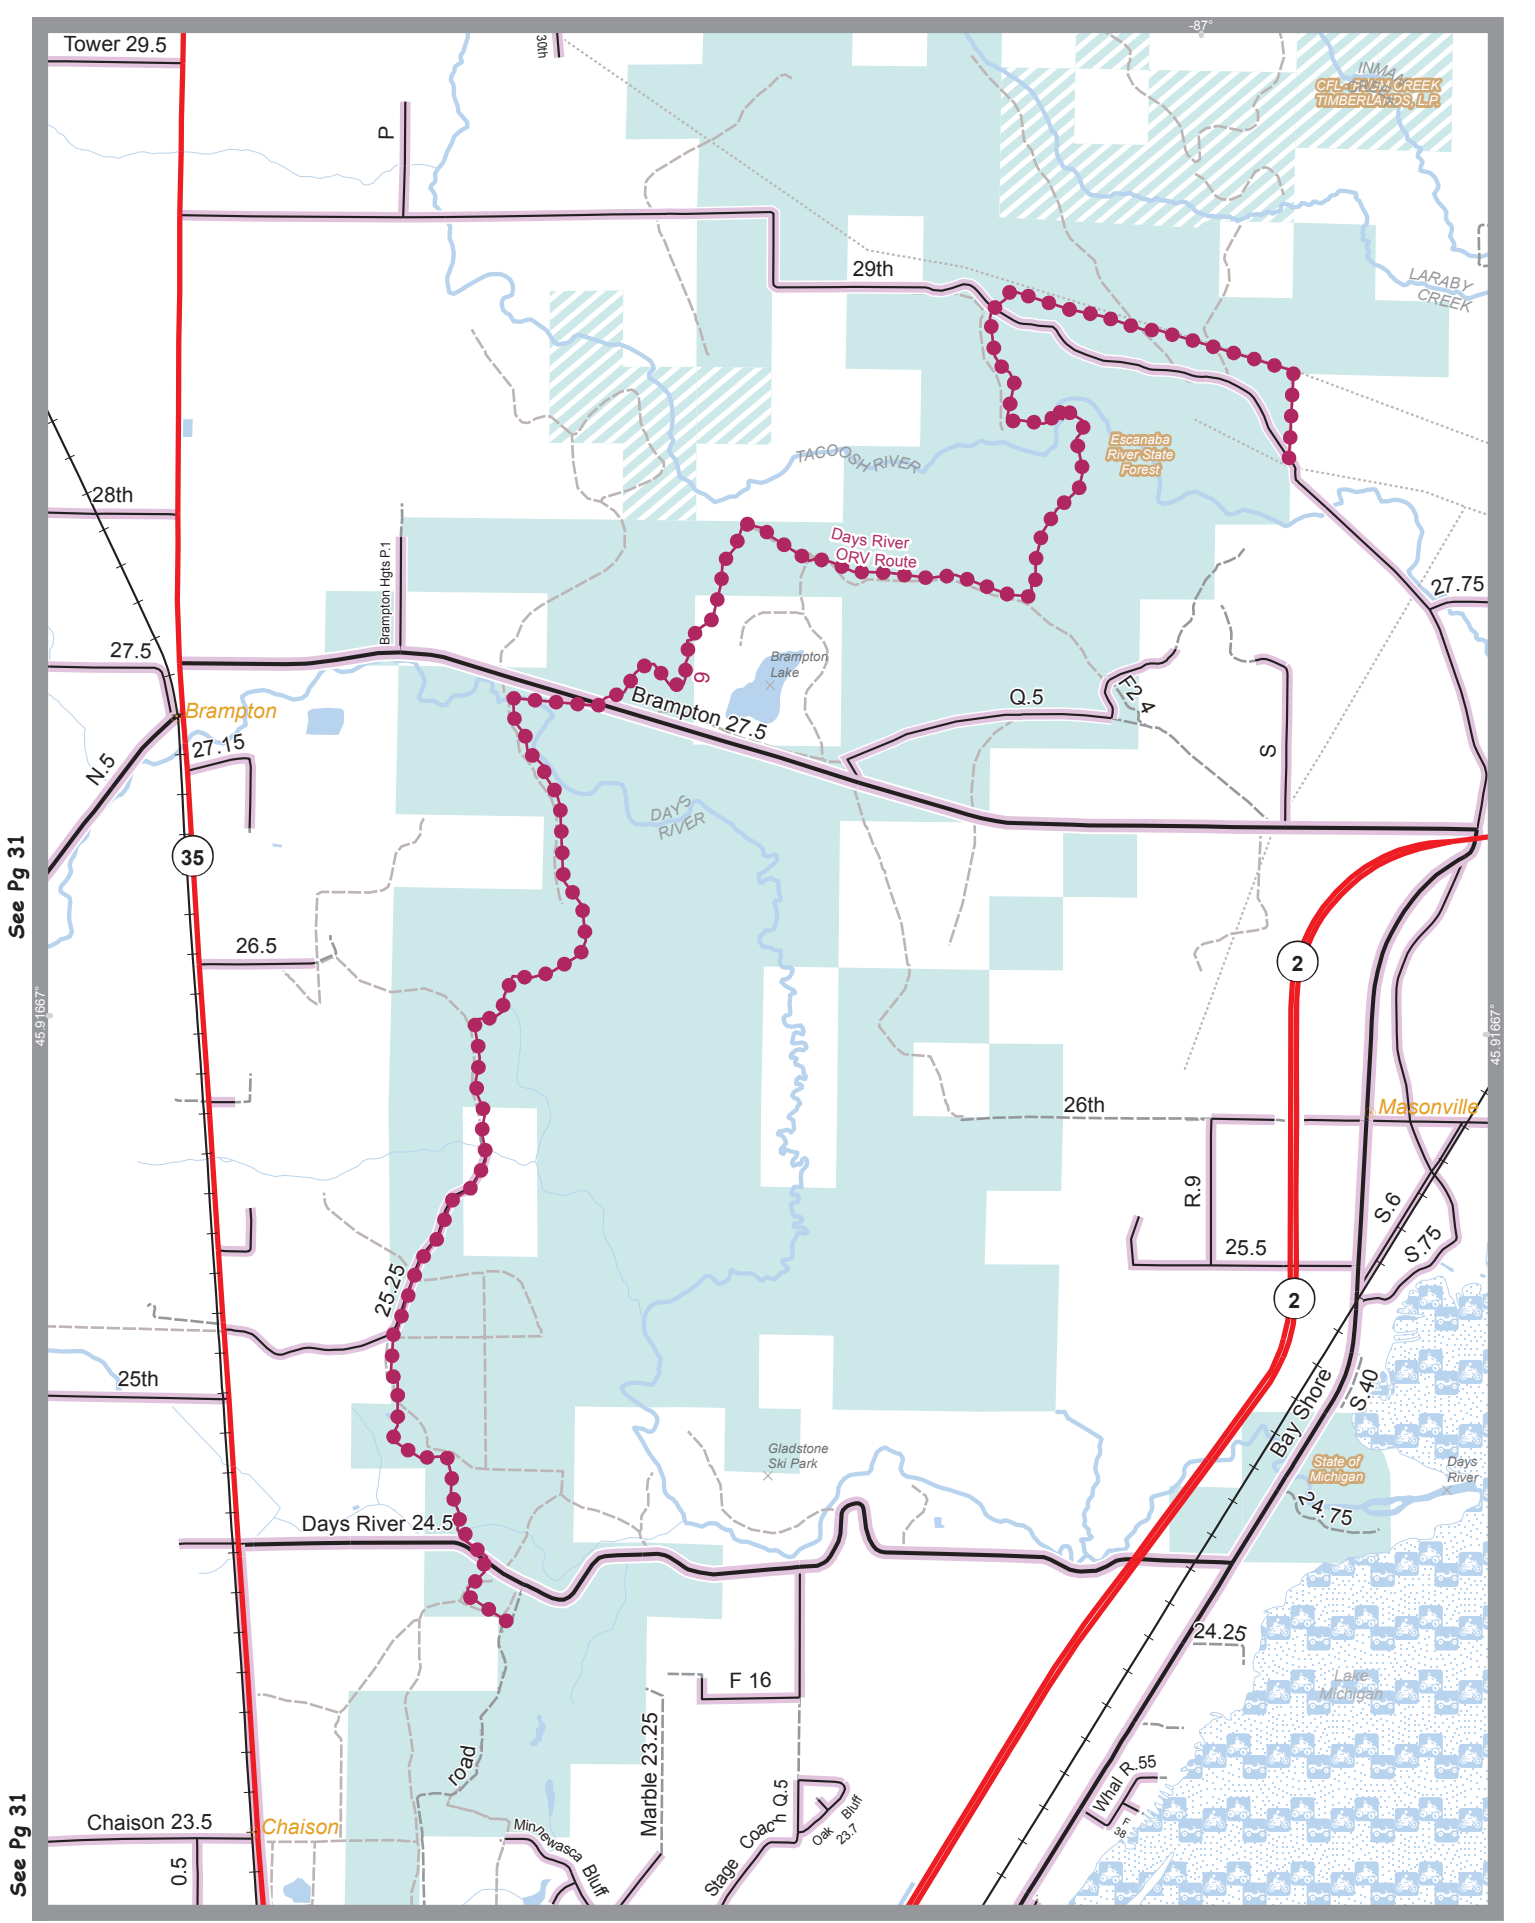 -87°
Tower 29.5
30th
INMAN
CREEK
CFL - FRUM CREEK
TIMBERLANDS, L.P.
P
29th
LARABY
CREEK
TACOOSH RIVER
Escanaba
River State
Forest
28th
Days River
ORV Route
Brampton Hgts P.1
27.75
27.5
Brampton
Lake
9
Brampton 27.5
Q.5
F2 4
Brampton
27.15
N.5
S
DAYS
RIVER
See Pg 31
35
26.5
2
45.91667°
45.91667°
26th
Masonville
R.9
S.6
S.75
25.5
25.25
2
25th
Bay Shore
S.40
Gladstone
Ski Park
State of
Michigan
Days
River
24.75
Days River 24.5
24.25
F 16
Lake
Michigan
road
Marble 23.25
Whal R.55
F
38
See Pg 31
Chaison 23.5
Chaison
Minnewasca Bluff
Stage Coach Q.5
Oak Bluff
23.7
0.5